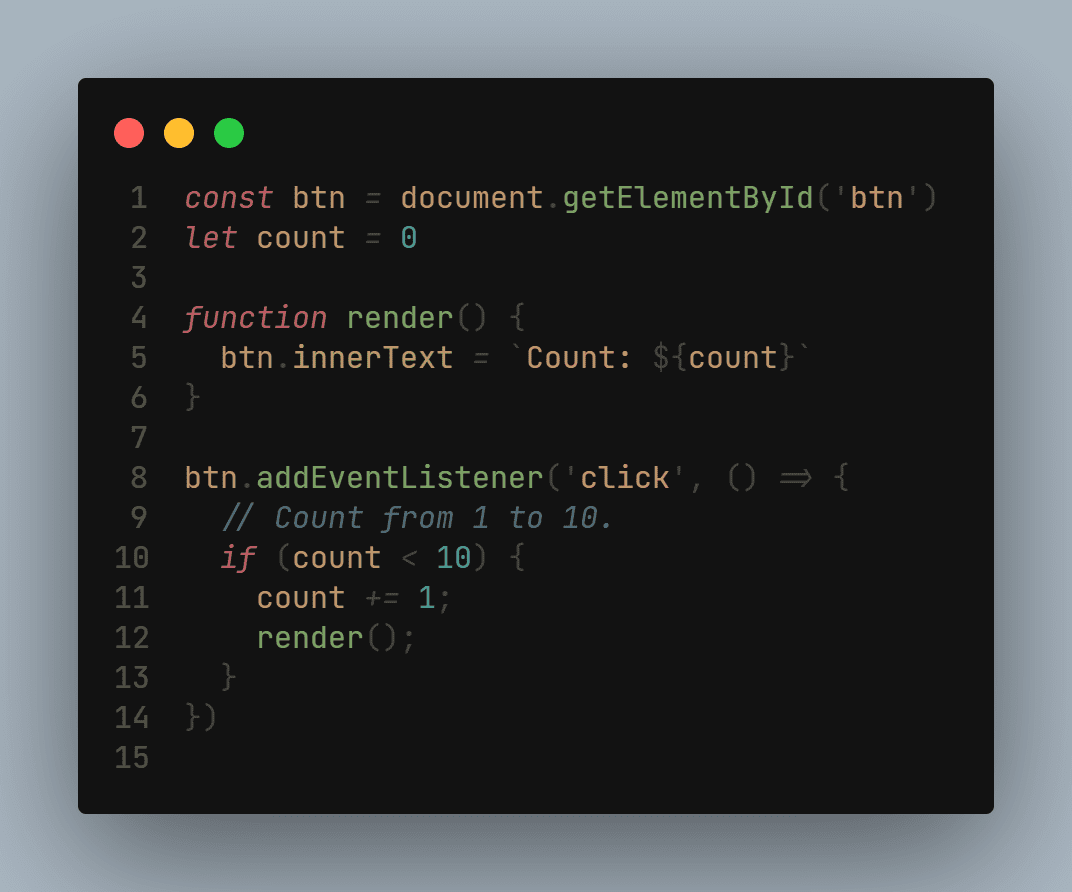 1 const btn = document.getElementById('btn')
2 let count = 0
3
4 function render() {
5   btn.innerText = `Count: ${count}`
6 }
7
8 btn.addEventListener('click', () => {
9   // Count from 1 to 10.
10   if (count < 10) {
11     count += 1;
12     render();
13   }
14 })
15